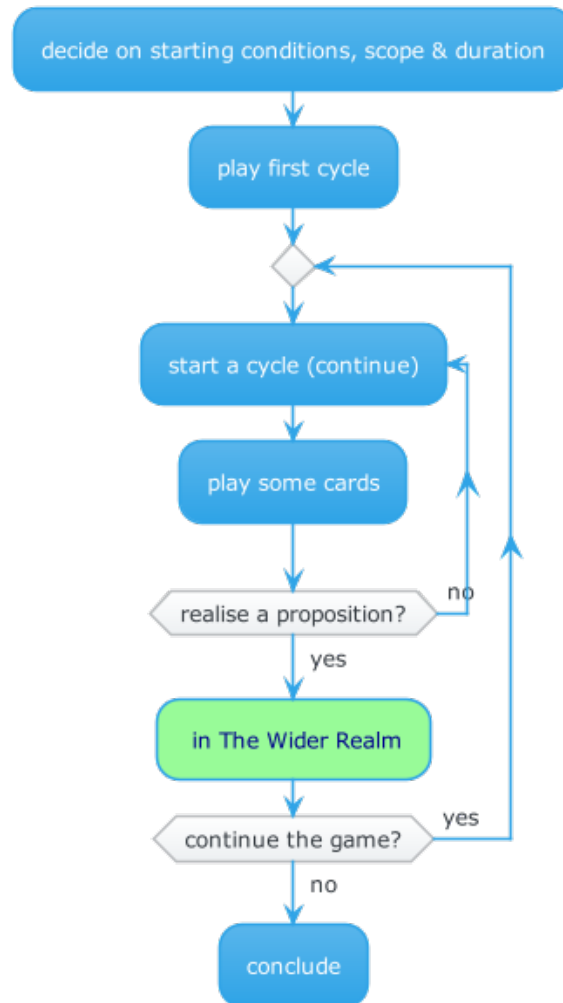 decide on starting conditions, scope & duration
play first cycle
start a cycle (continue)
play some cards
realise a proposition?
no
yes
in The Wider Realm
continue the game?
yes
no
conclude